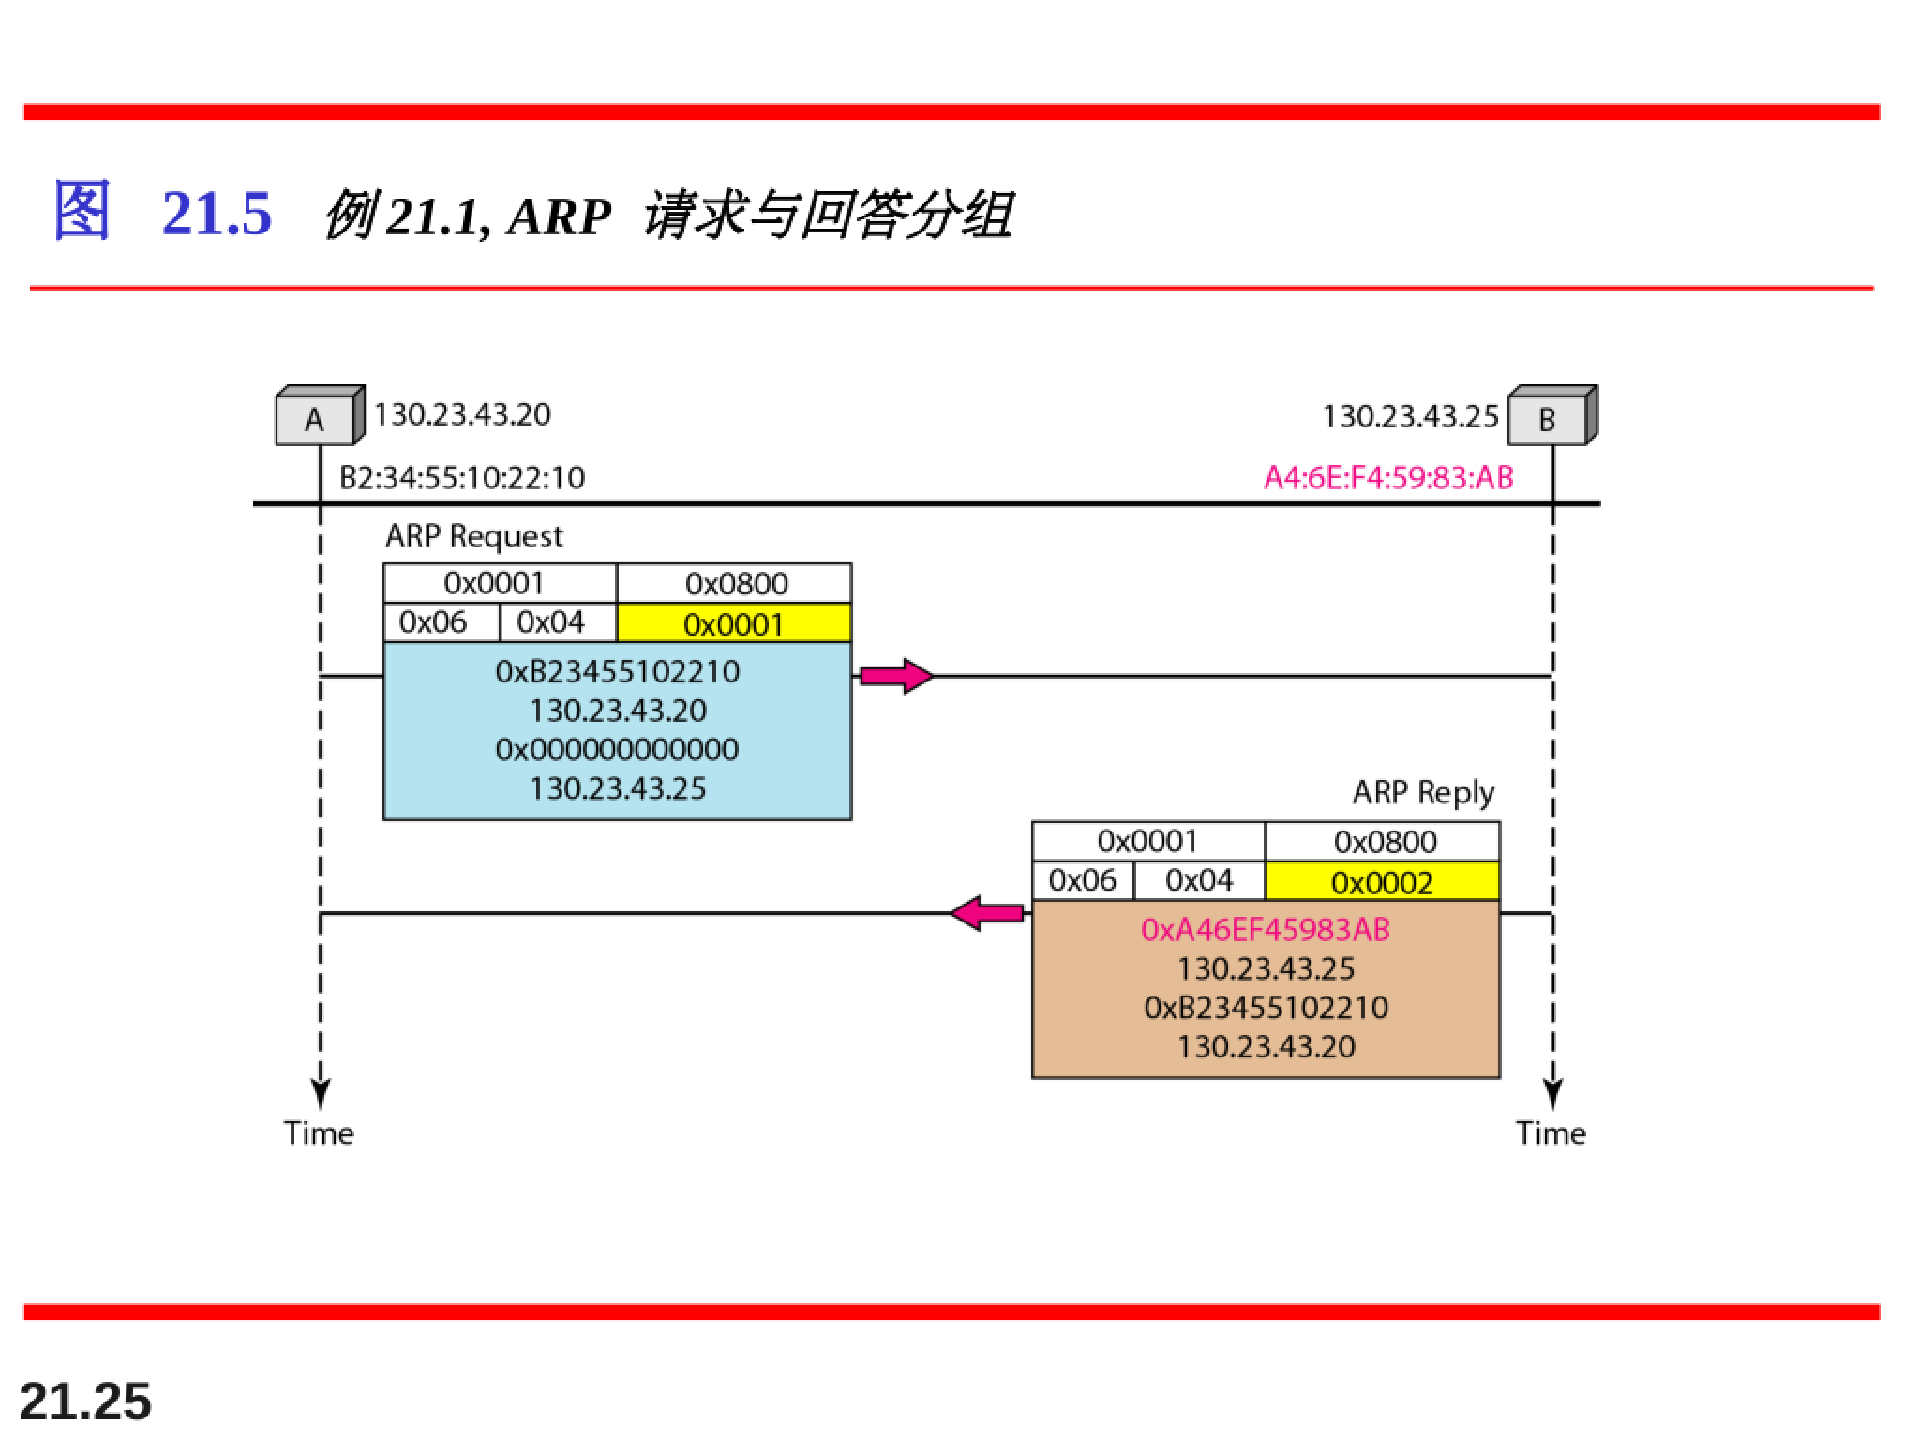 图 21.5 例 21.1, ARP 请求与回答分组
A 130.23.43.20
130.23.43.25 B
B2:34:55:10:22:10
A4:6E:F4:59:83:AB
ARP Request
0x0001 0x0800
0x06 0x04 0x0001
0xB23455102210
130.23.43.20
0x000000000000
130.23.43.25
ARP Reply
0x0001 0x0800
0x06 0x04 0x0002
0xA46EF45983AB
130.23.43.25
0xB23455102210
130.23.43.20
Time
Time
21.25